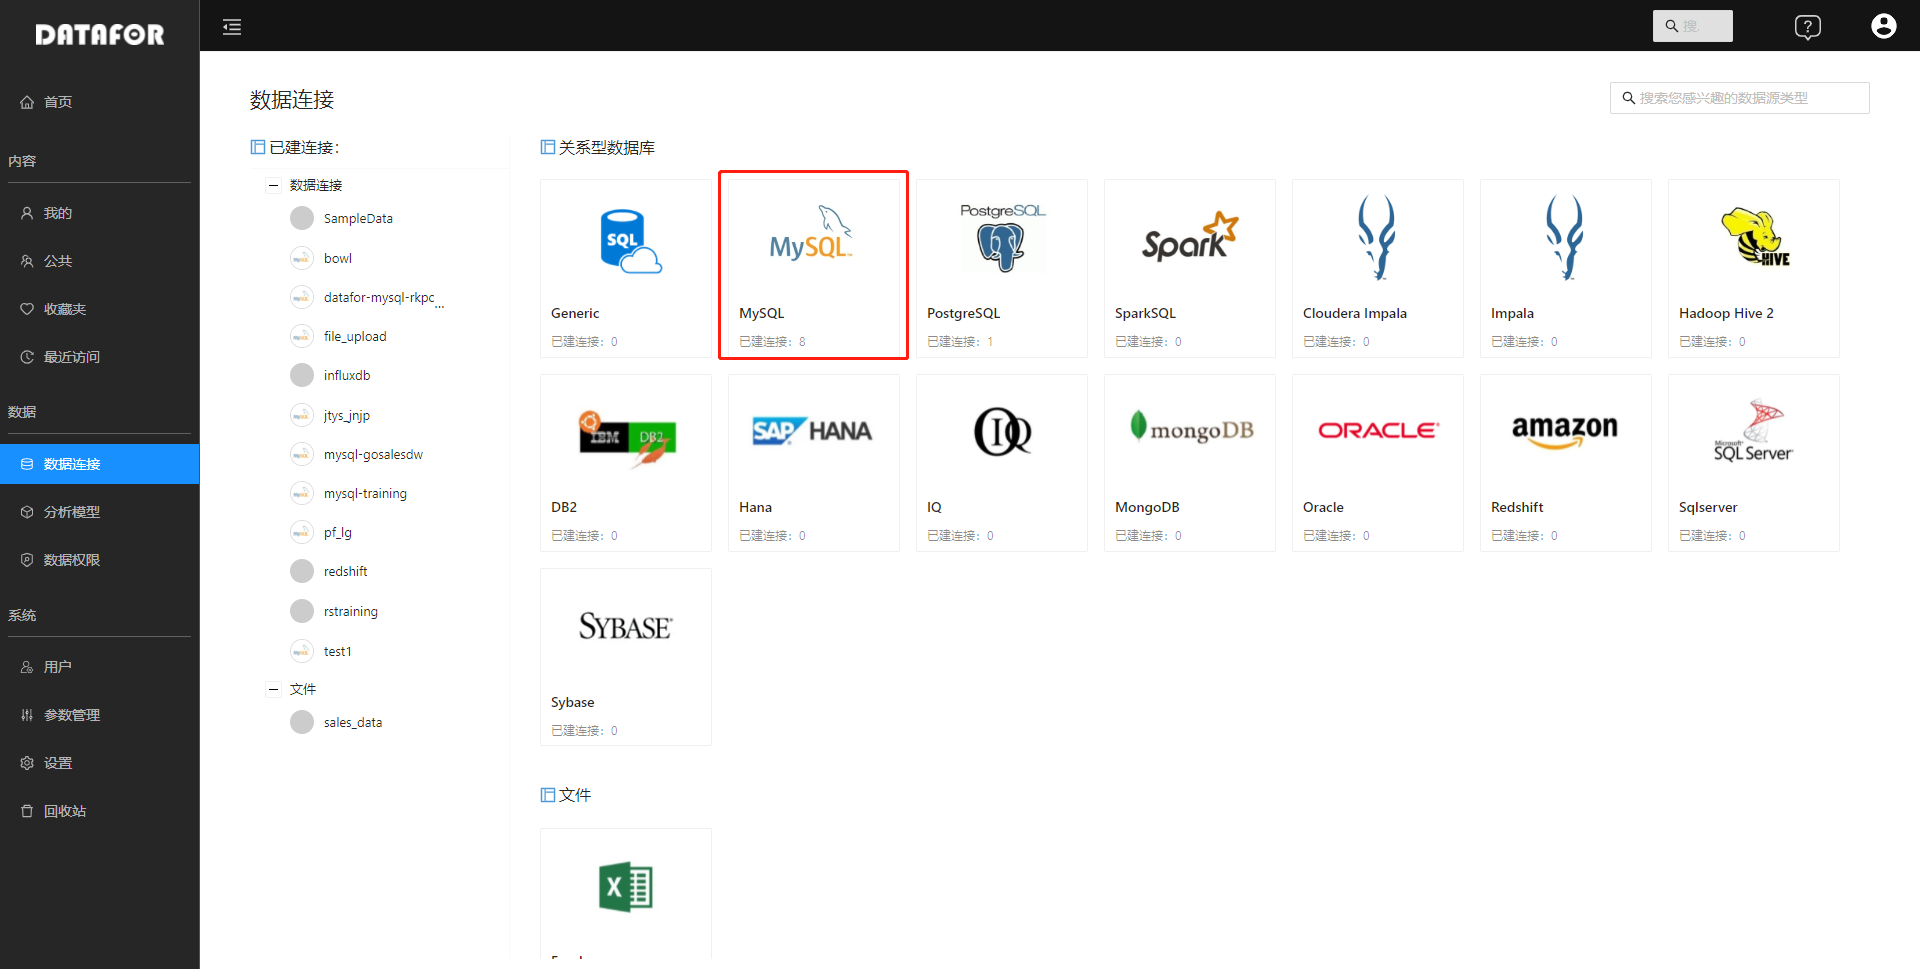 DATAFOR
搜
首页
内容
我的
公共
收藏夹
最近访问
数据
数据连接
分析模型
数据权限
系统
用户
参数管理
设置
回收站
数据连接
搜索您感兴趣的数据源类型
已建连接：
数据连接
SampleData
bowl
datafor-mysql-rkpc...
file_upload
influxdb
jtys_jnjp
mysql-gosalesdw
mysql-training
pf_lg
redshift
rstraining
test1
文件
sales_data
关系型数据库
SQL
Generic
已建连接：0
MySQL
MySQL
已建连接：8
PostgreSQL
PostgreSQL
已建连接：1
Spark
SparkSQL
已建连接：0
Cloudera Impala
已建连接：0
Impala
已建连接：0
HIVE
Hadoop Hive 2
已建连接：0
IBM DB2
DB2
已建连接：0
SAP HANA
Hana
已建连接：0
IQ
IQ
已建连接：0
mongoDB
MongoDB
已建连接：0
ORACLE
Oracle
已建连接：0
amazon
Redshift
已建连接：0
Microsoft
SQL Server
Sqlserver
已建连接：0
SYBASE
Sybase
已建连接：0
文件
X